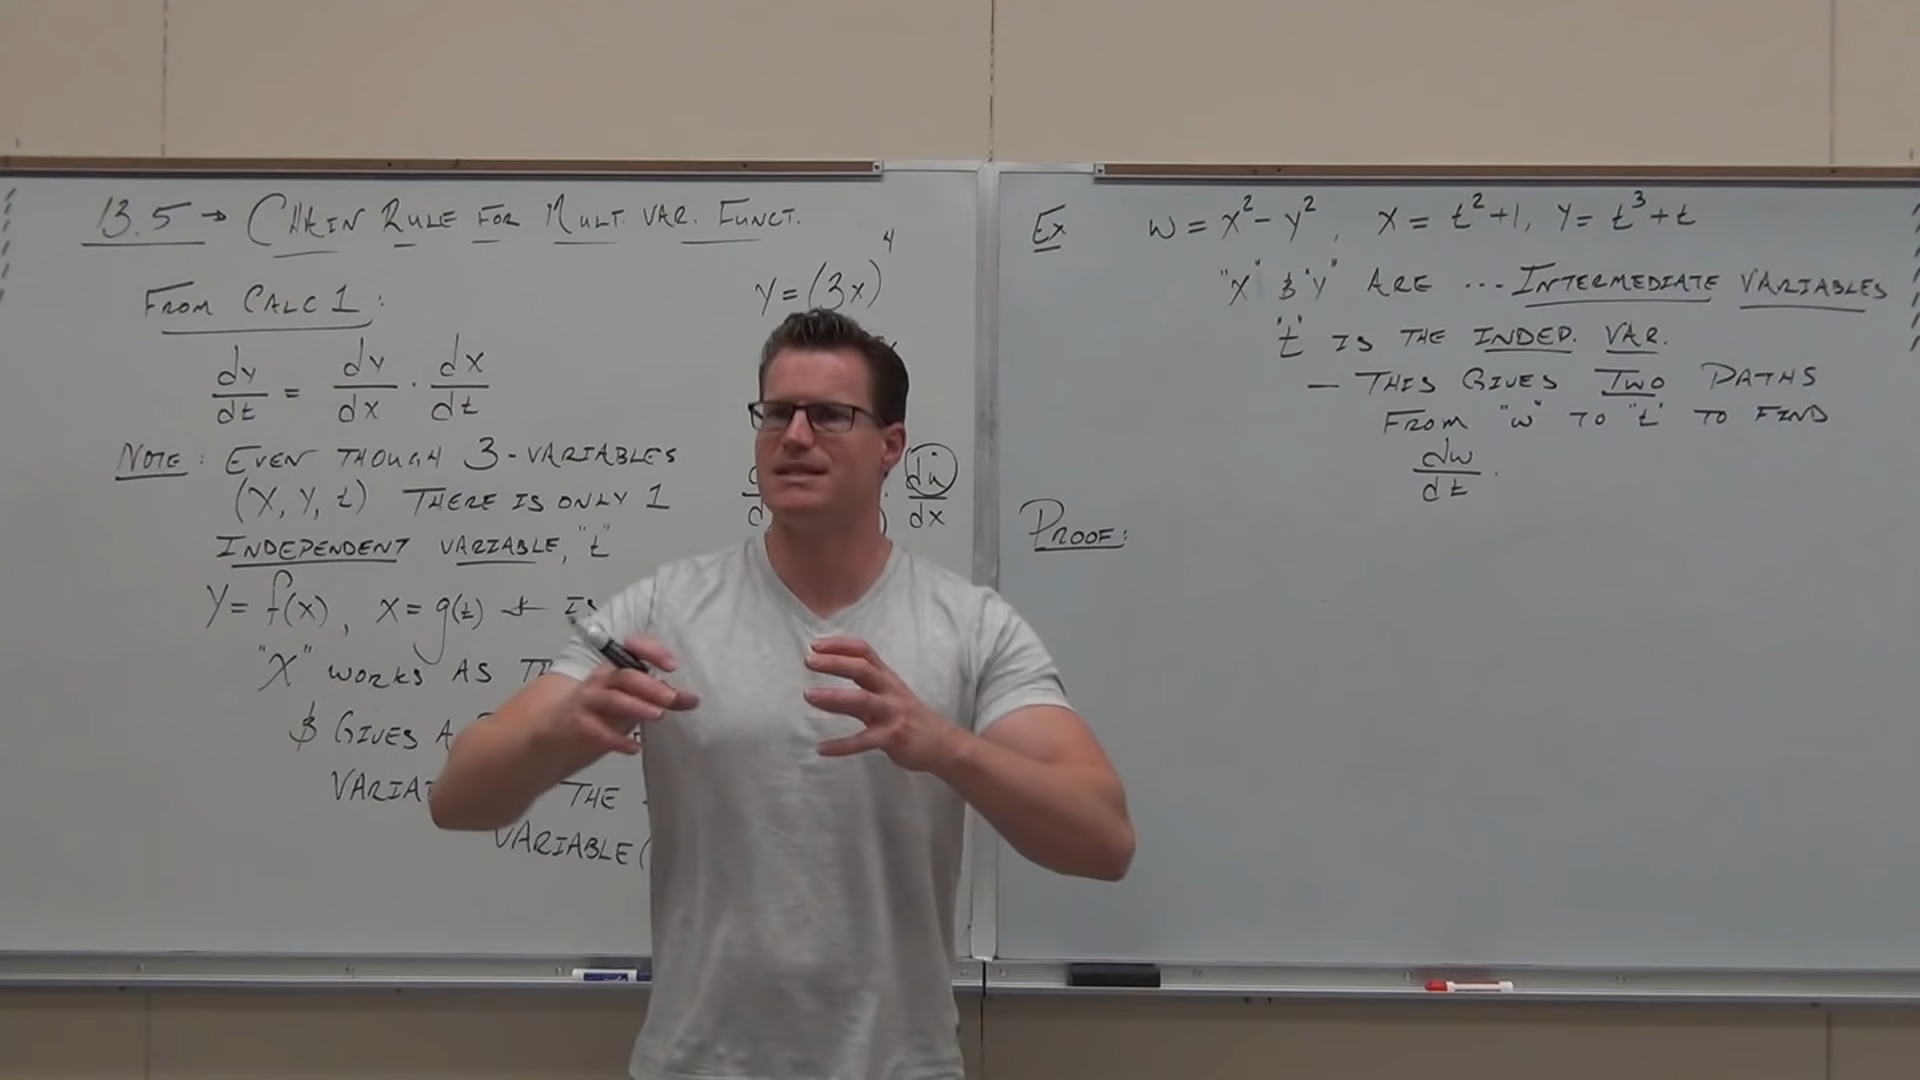 13.5 → CHAIN RULE FOR MULT. VAR. FUNCT.
FROM CALC 1:
dy/dt = dy/dx · dx/dt
y = (3x)^4
NOTE: EVEN THOUGH 3-VARIABLES
(X, Y, t) THERE IS ONLY 1
INDEPENDENT VARIABLE, "t"
du/dx
Y = f(x), X = g(t) ←
"X" WORKS AS
$ GIVES A
THE
VARIABLE (
Ex w = x² - y², X = t² + 1, Y = t³ + t
"X" $ "Y" ARE ... INTERMEDIATE VARIABLES
"t" IS THE INDEP. VAR.
— THIS GIVES TWO PATHS
FROM "w" TO "t" TO FIND
dw/dt.
PROOF: